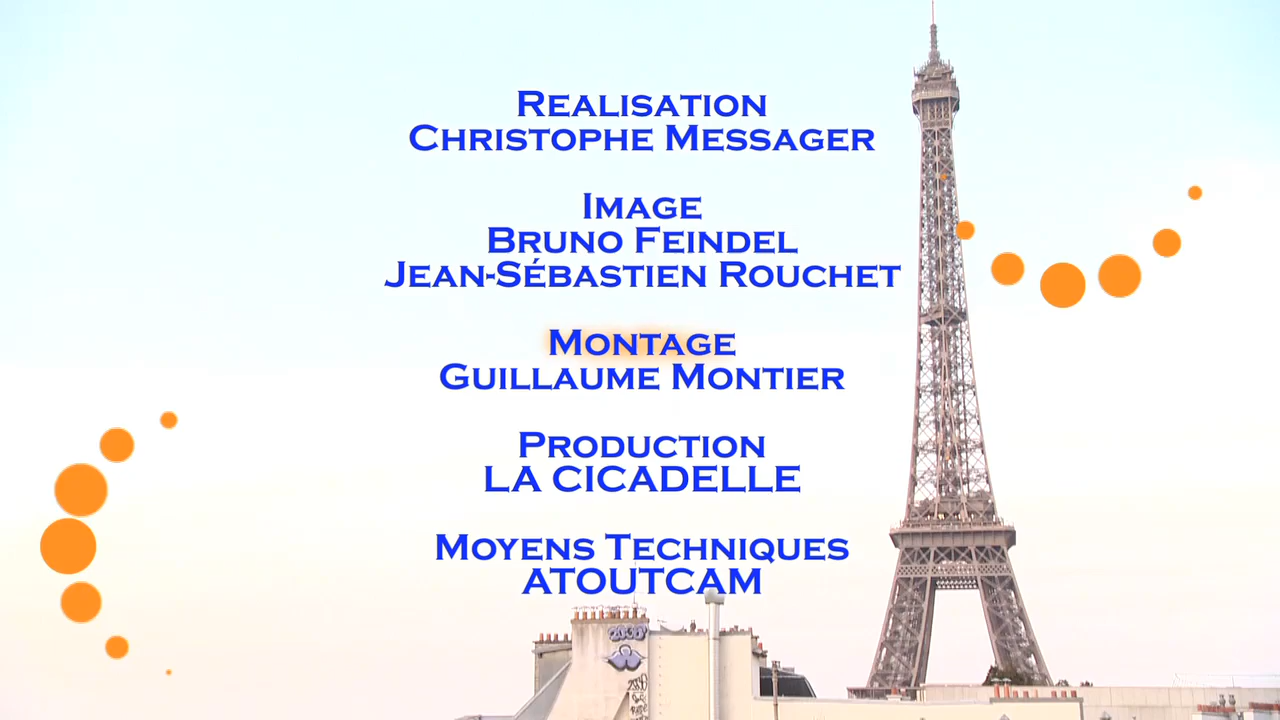 Realisation
Christophe Messager
Image
Bruno Feindel
Jean-Sébastien Rouchet
Montage
Guillaume Montier
Production
LA CICADELLE
Moyens Techniques
ATOUTCAM